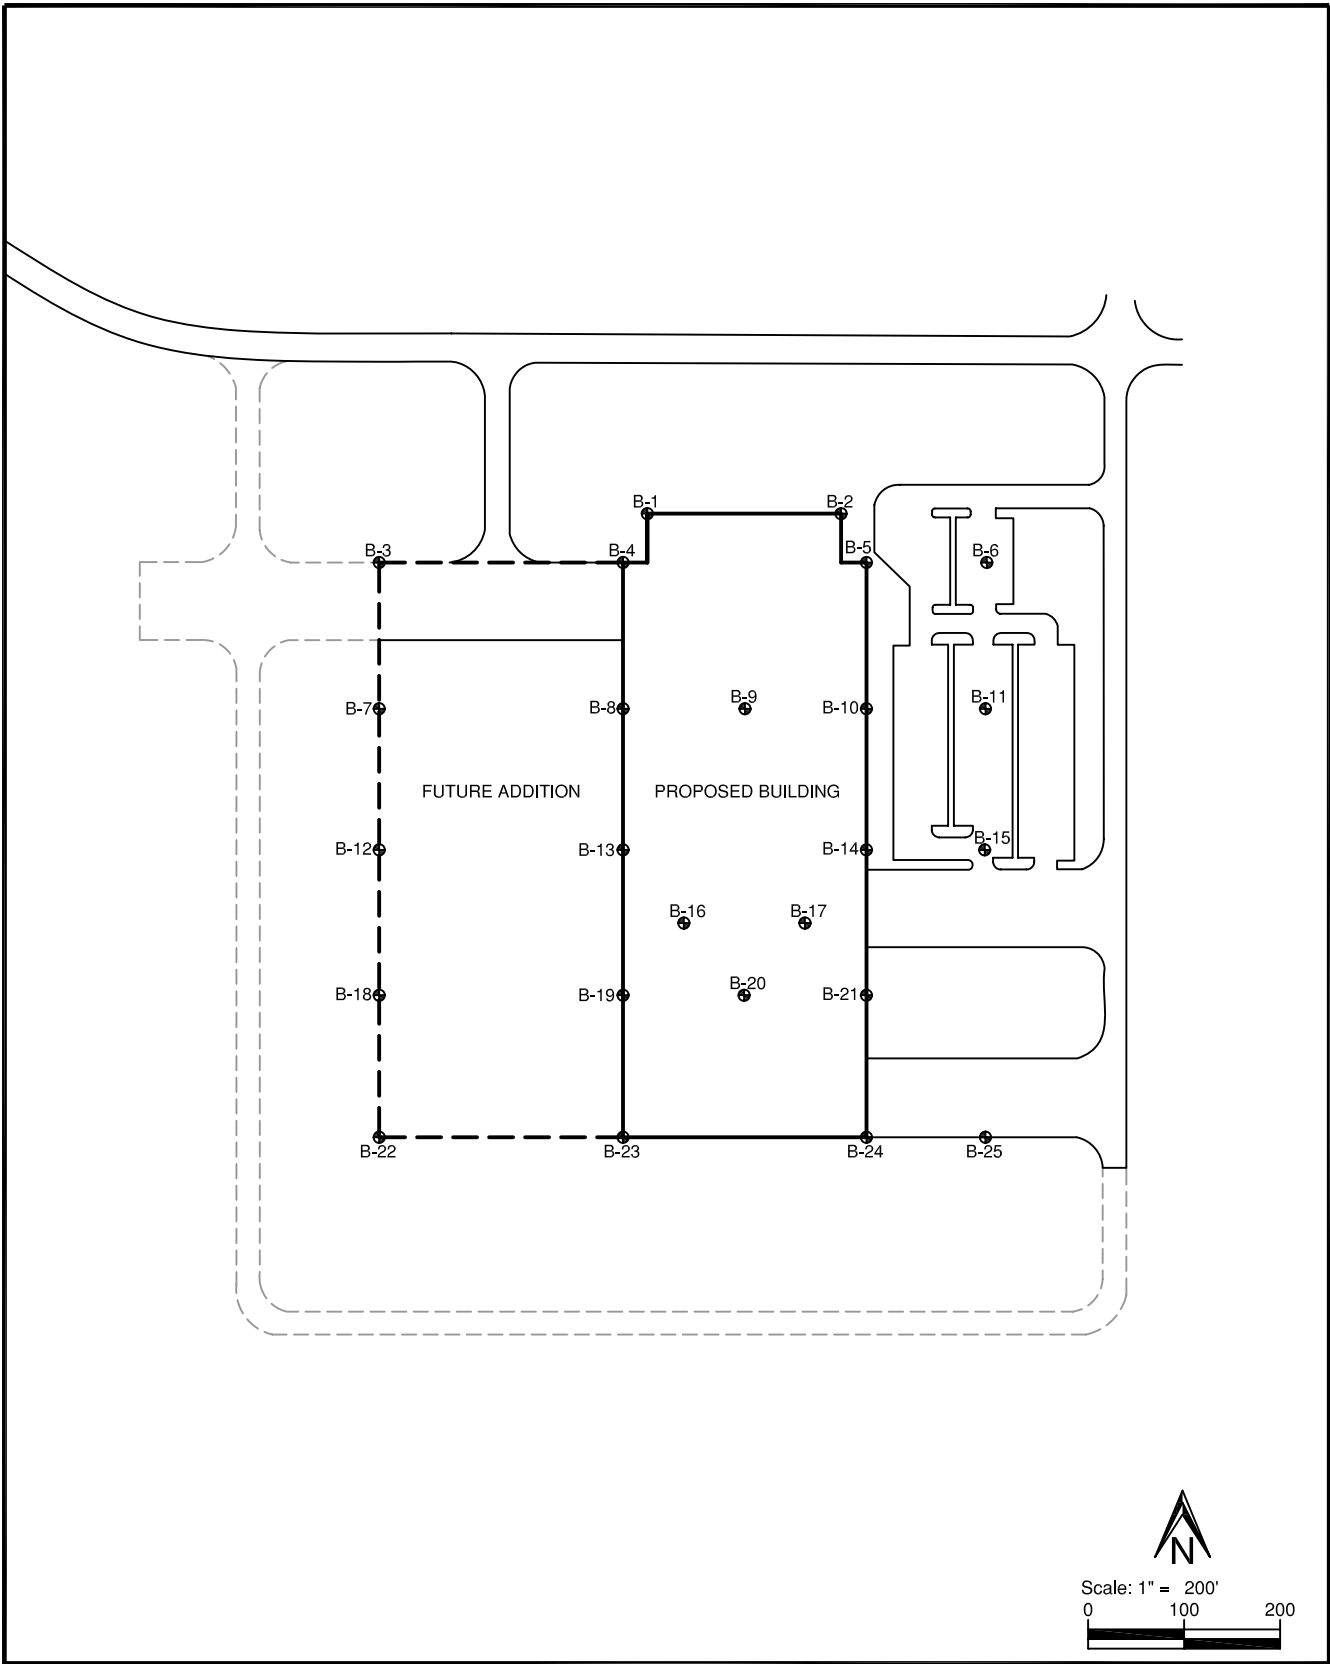 B-1
B-2
B-3
B-4
B-5
B-6
B-7
B-8
B-9
B-10
B-11
FUTURE ADDITION
PROPOSED BUILDING
B-12
B-13
B-14
B-15
B-16
B-17
B-18
B-19
B-20
B-21
B-22
B-23
B-24
B-25
N
Scale: 1" = 200'
0 100 200